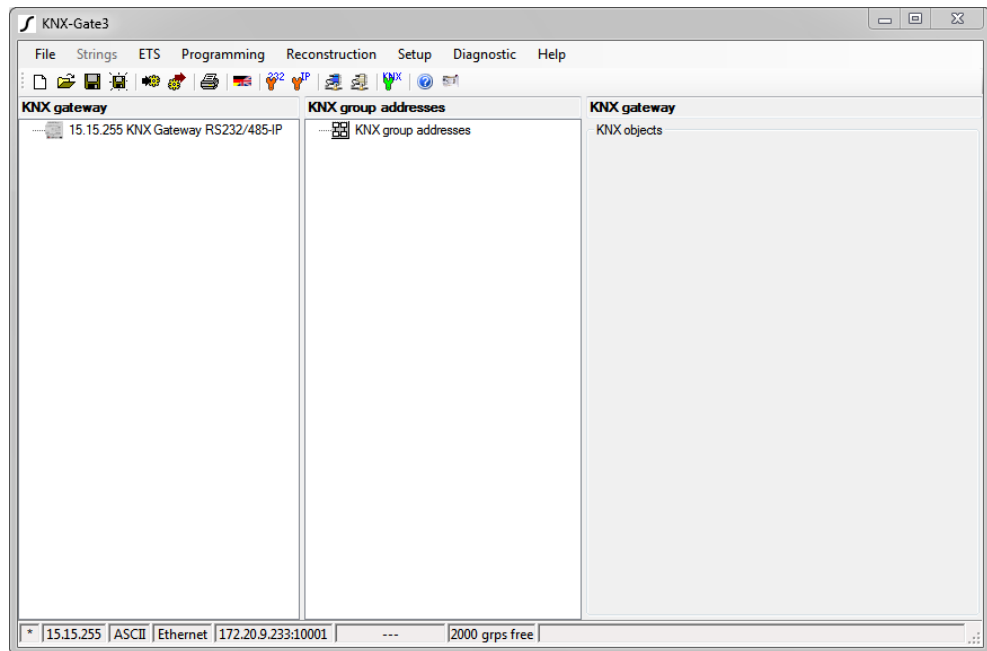 KNX-Gate3
File Strings ETS Programming Reconstruction Setup Diagnostic Help
232 IP KNX
KNX gateway KNX group addresses KNX gateway
15.15.255 KNX Gateway RS232/485-IP KNX group addresses KNX objects
* 15.15.255 ASCII Ethernet 172.20.9.233:10001 --- 2000 grps free